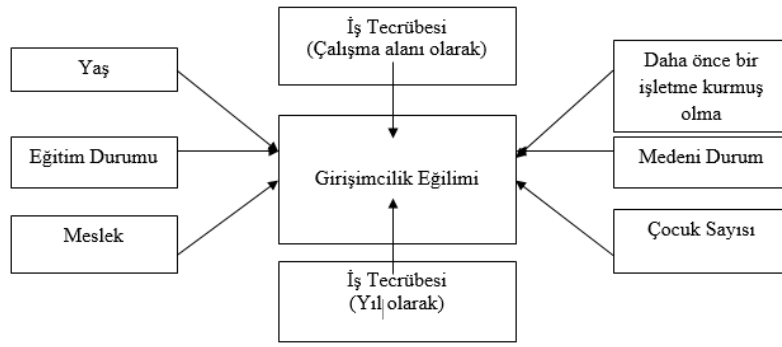 İş Tecrübesi
(Çalışma alanı olarak)
Yaş
Daha önce bir
işletme kurmuş
olma
Eğitim Durumu
Girişimcilik Eğilimi
Medeni Durum
Meslek
Çocuk Sayısı
İş Tecrübesi
(Yıl olarak)